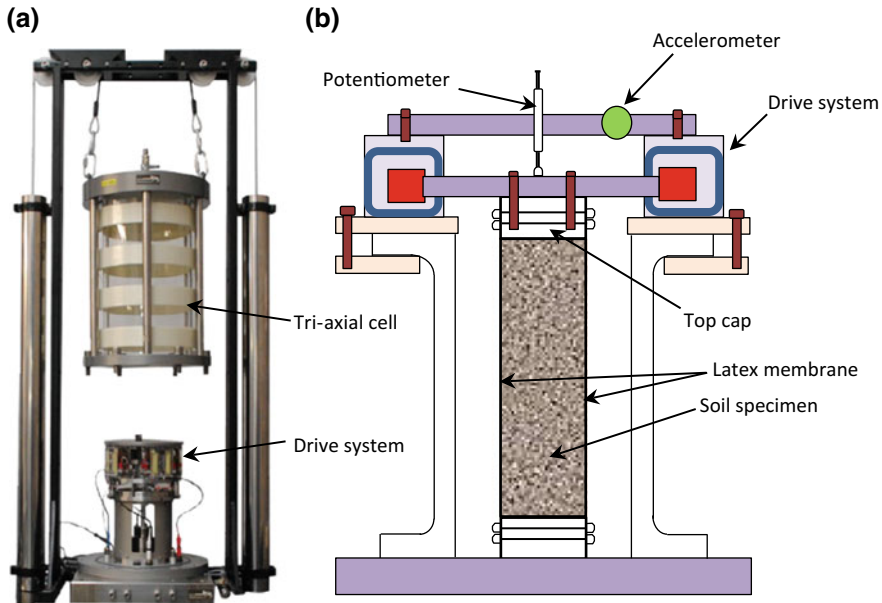 (a)
(b)
Accelerometer
Potentiometer
Drive system
Tri-axial cell
Top cap
Latex membrane
Soil specimen
Drive system